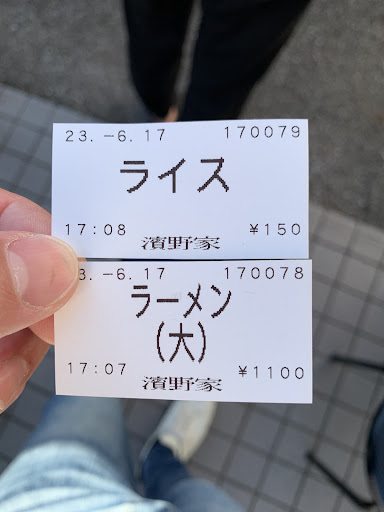 23.-6.17 170079
ライス
17:08 濱野家 ¥150
3.-6.17 170078
ラーメン
(大)
17:07 濱野家 ¥1100